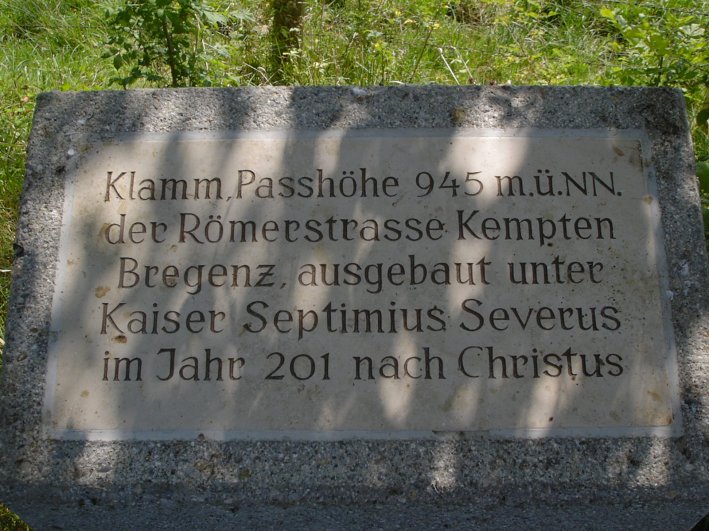 Klamm, Passhöhe 945 m.ü.NN.
der Römerstrasse Kempten
Bregenz, ausgebaut unter
Kaiser Septimius Severus
im Jahr 201 nach Christus